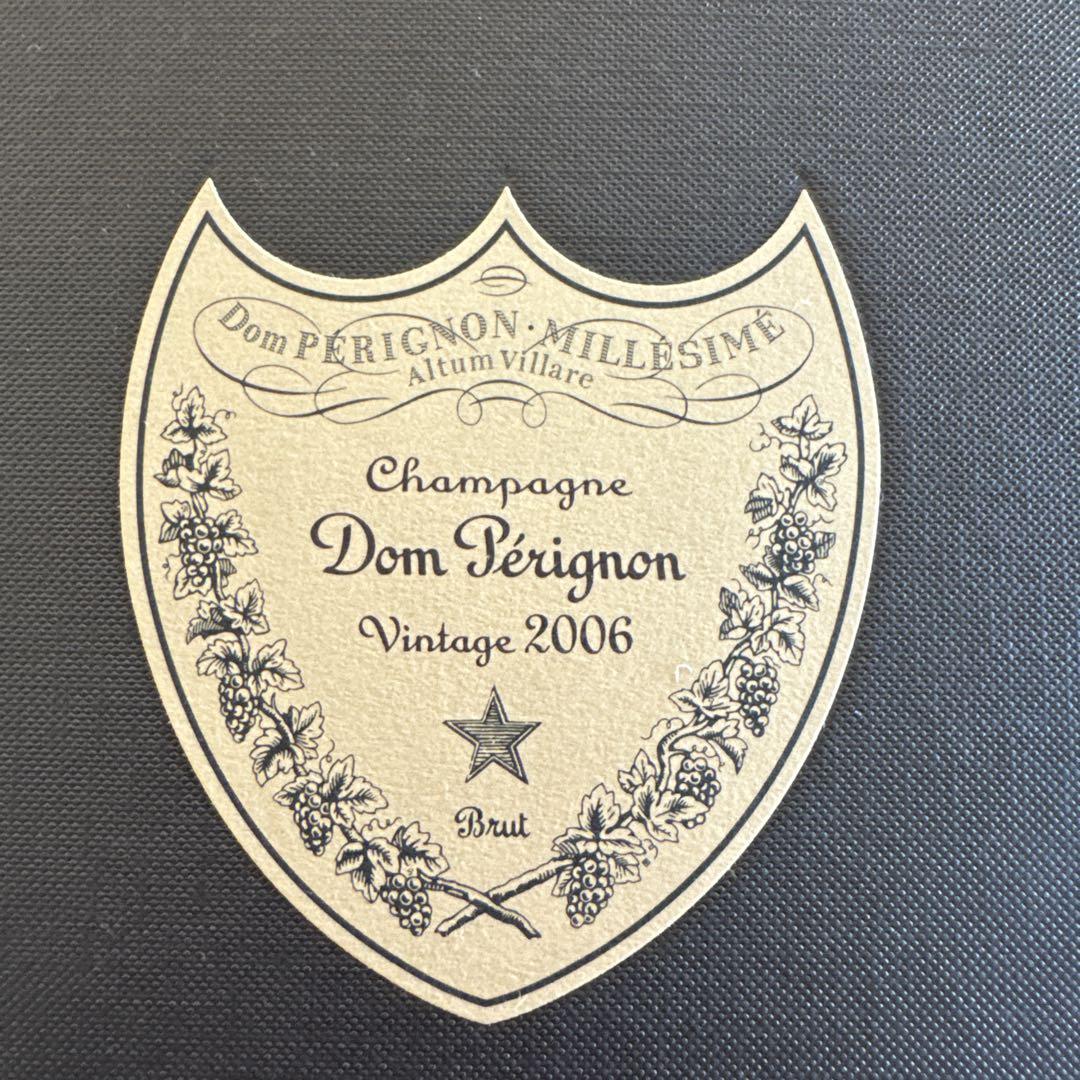 Dom PÉRIGNON · MILLÉSIMÉ
Altum Villare
Champagne
Dom Pérignon
Vintage 2006
Brut